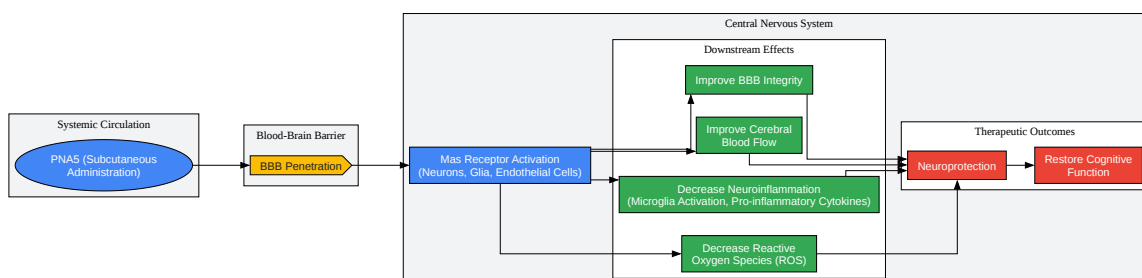 Central Nervous System
Downstream Effects
Improve BBB Integrity
Systemic Circulation
PNA5 (Subcutaneous
Administration)
Blood-Brain Barrier
BBB Penetration
Mas Receptor Activation
(Neurons, Glia, Endothelial Cells)
Improve Cerebral
Blood Flow
Decrease Neuroinflammation
(Microglia Activation, Pro-inflammatory Cytokines)
Decrease Reactive
Oxygen Species (ROS)
Therapeutic Outcomes
Neuroprotection
Restore Cognitive
Function